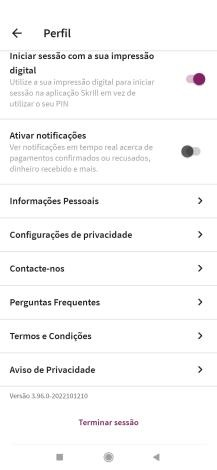 Perfil
Iniciar sessão com a sua impressão
digital
Utilize a sua impressão digital para iniciar
sessão na aplicação Skrill em vez de
utilizar o seu PIN
Ativar notificações
Ver notificações em tempo real acerca de
pagamentos confirmados ou recusados,
dinheiro recebido e mais.
Informações Pessoais
Configurações de privacidade
Contacte-nos
Perguntas Frequentes
Termos e Condições
Aviso de Privacidade
Versão 3.96.0-2022101210
Terminar sessão